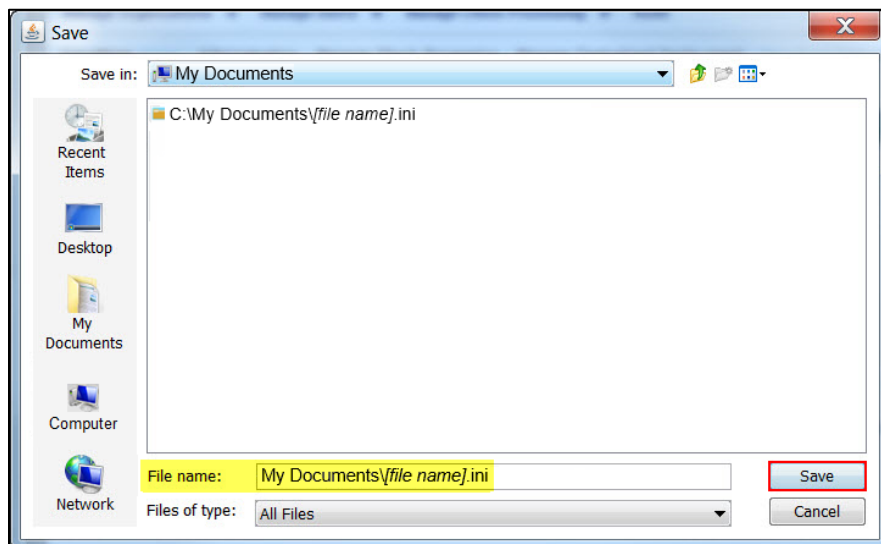 Save
X
Save in: My Documents
C:\My Documents\[file name].ini
Recent
Items
Desktop
My
Documents
Computer
Network
File name: My Documents\[file name].ini
Save
Files of type: All Files
Cancel